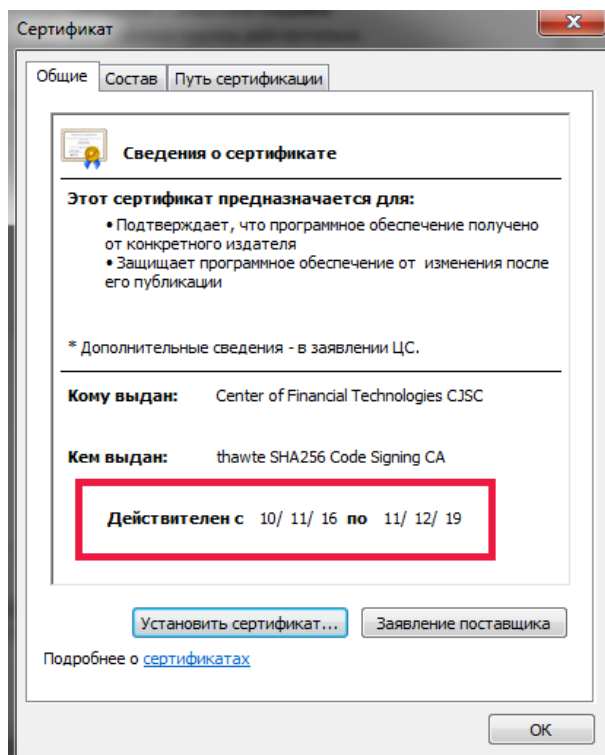 Сертификат
Общие Состав Путь сертификации
Сведения о сертификате
Этот сертификат предназначается для:
• Подтверждает, что программное обеспечение получено
от конкретного издателя
• Защищает программное обеспечение от изменения после
его публикации
* Дополнительные сведения - в заявлении ЦС.
Кому выдан: Center of Financial Technologies CJSC
Кем выдан: thawte SHA256 Code Signing CA
Действителен с 10/ 11/ 16 по 11/ 12/ 19
Установить сертификат... Заявление поставщика
Подробнее о сертификатах
OK